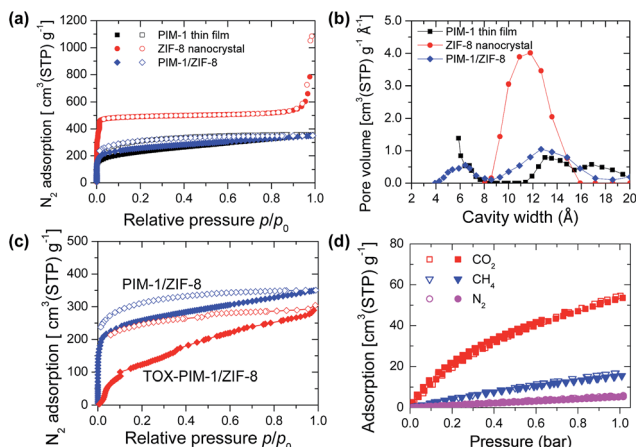 (a)
N2 adsorption [ cm3(STP) g-1]
1200
1000
800
600
400
200
0
PIM-1 thin film
ZIF-8 nanocrystal
PIM-1/ZIF-8
0.0 0.2 0.4 0.6 0.8 1.0
Relative pressure p/p0
(b)
Pore volume [cm3(STP) g-1 Å-1]
5.0
4.0
3.0
2.0
1.0
0.0
PIM-1 thin film
ZIF-8 nanocrystal
PIM-1/ZIF-8
2 4 6 8 10 12 14 16 18 20
Cavity width (Å)
(c)
N2 adsorption [ cm3(STP) g-1]
500
400
300
200
100
0
PIM-1/ZIF-8
TOX-PIM-1/ZIF-8
0.0 0.2 0.4 0.6 0.8 1.0
Relative pressure p/p0
(d)
Adsorption [cm3(STP) g-1]
80
60
40
20
0
CO2
CH4
N2
0.0 0.2 0.4 0.6 0.8 1.0
Pressure (bar)